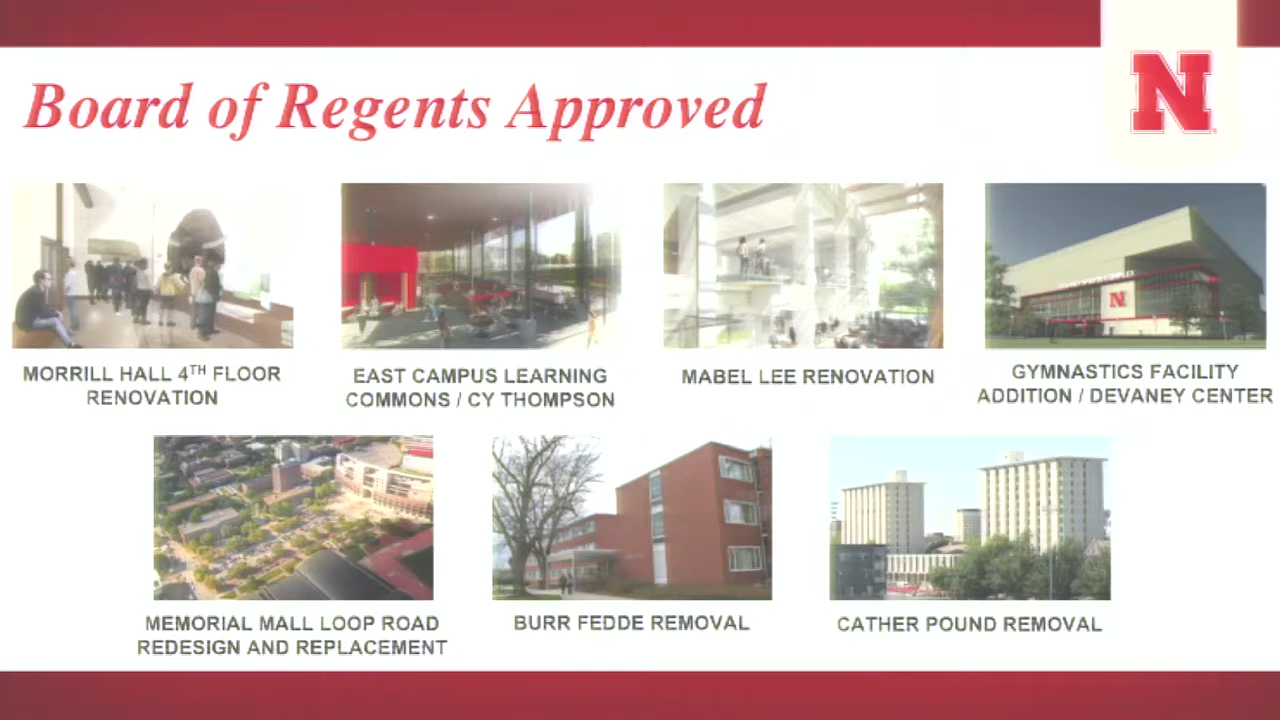 Board of Regents Approved
N
MORRILL HALL 4TH FLOOR
RENOVATION
EAST CAMPUS LEARNING
COMMONS / CY THOMPSON
MABEL LEE RENOVATION
N
GYMNASTICS FACILITY
ADDITION / DEVANEY CENTER
MEMORIAL MALL LOOP ROAD
REDESIGN AND REPLACEMENT
BURR FEDDE REMOVAL
CATHER POUND REMOVAL